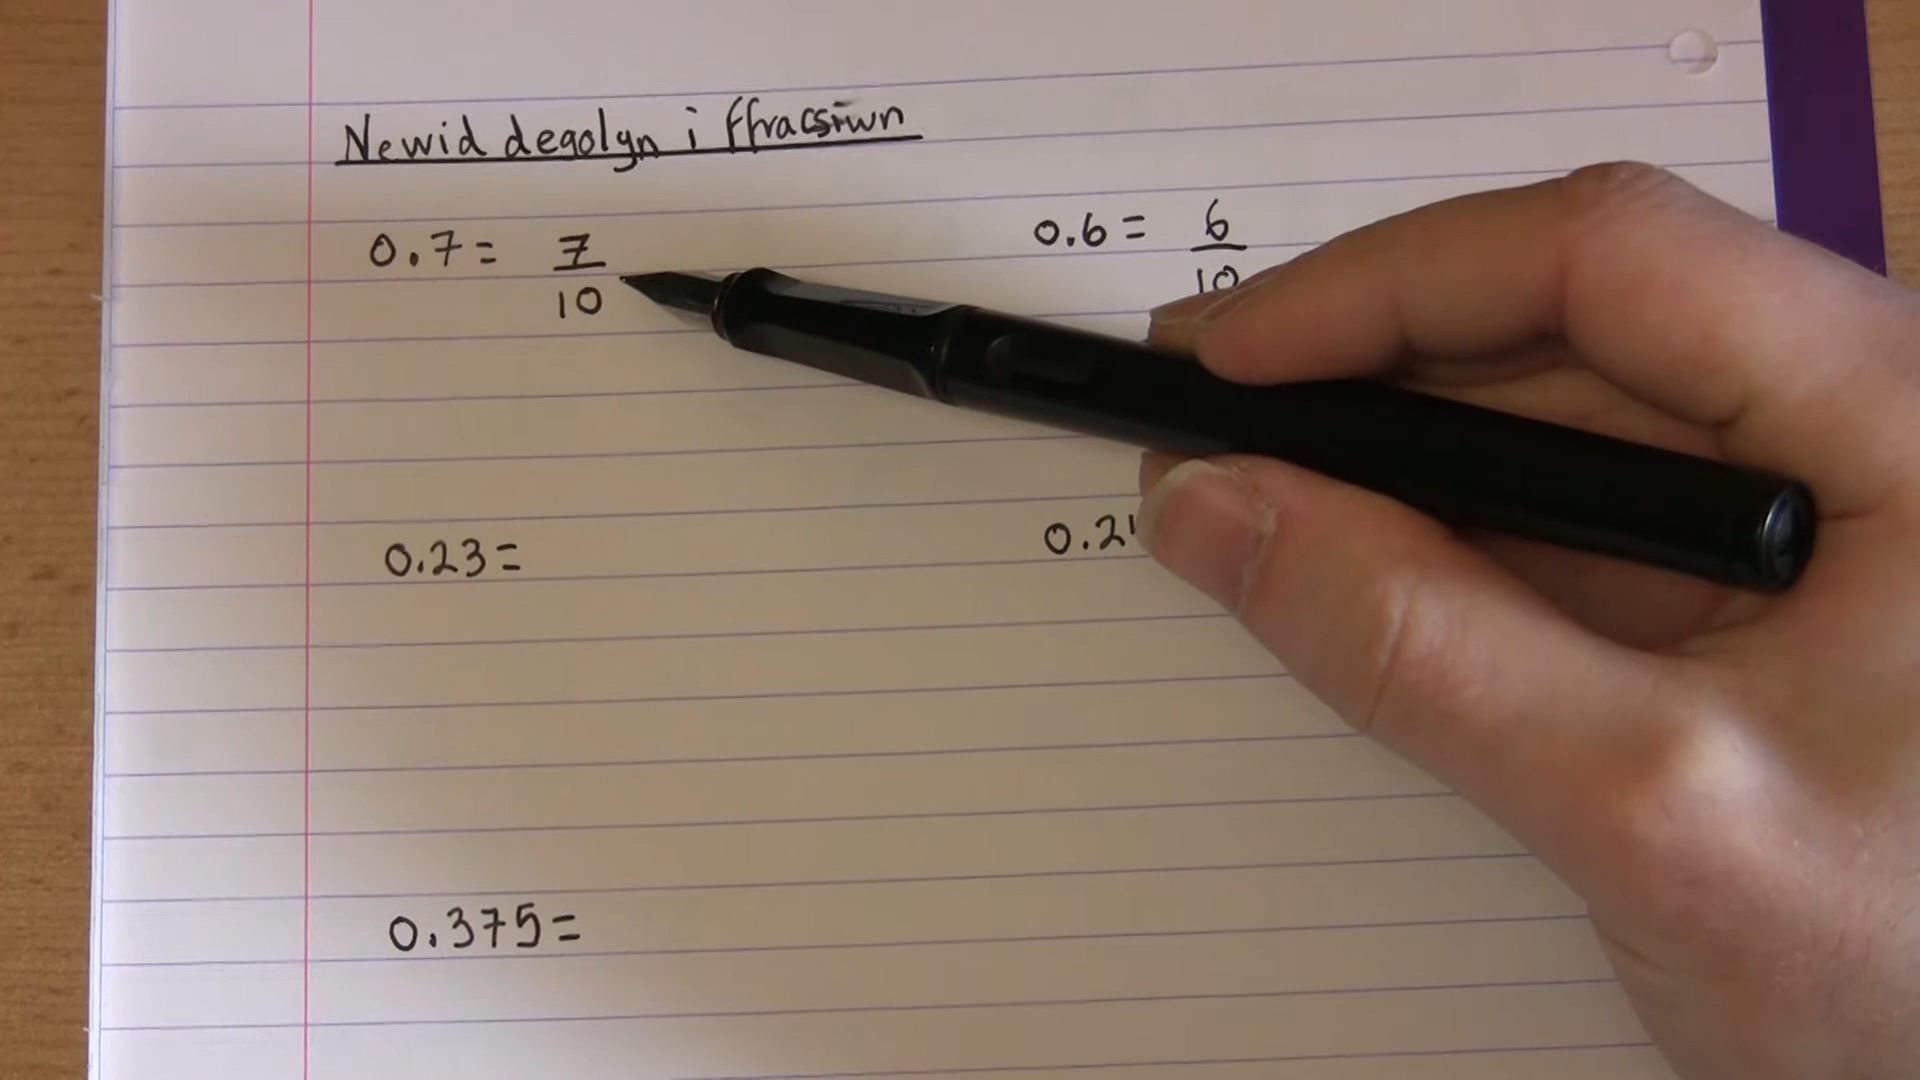 Newid degolyn i ffracsiwn
0.7 = 7/10
0.6 = 6/10
0.23 =
0.375 =